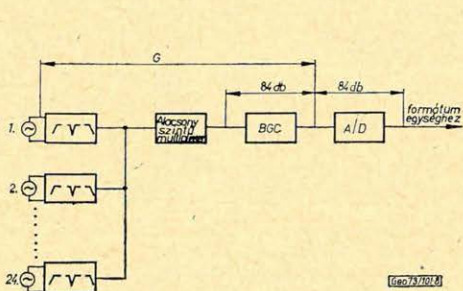 G
84 db
84 db
formátum
egységhez
1.
Alacsony
szintű
BGC
A/D
2.
24.
Geo 73/101.8